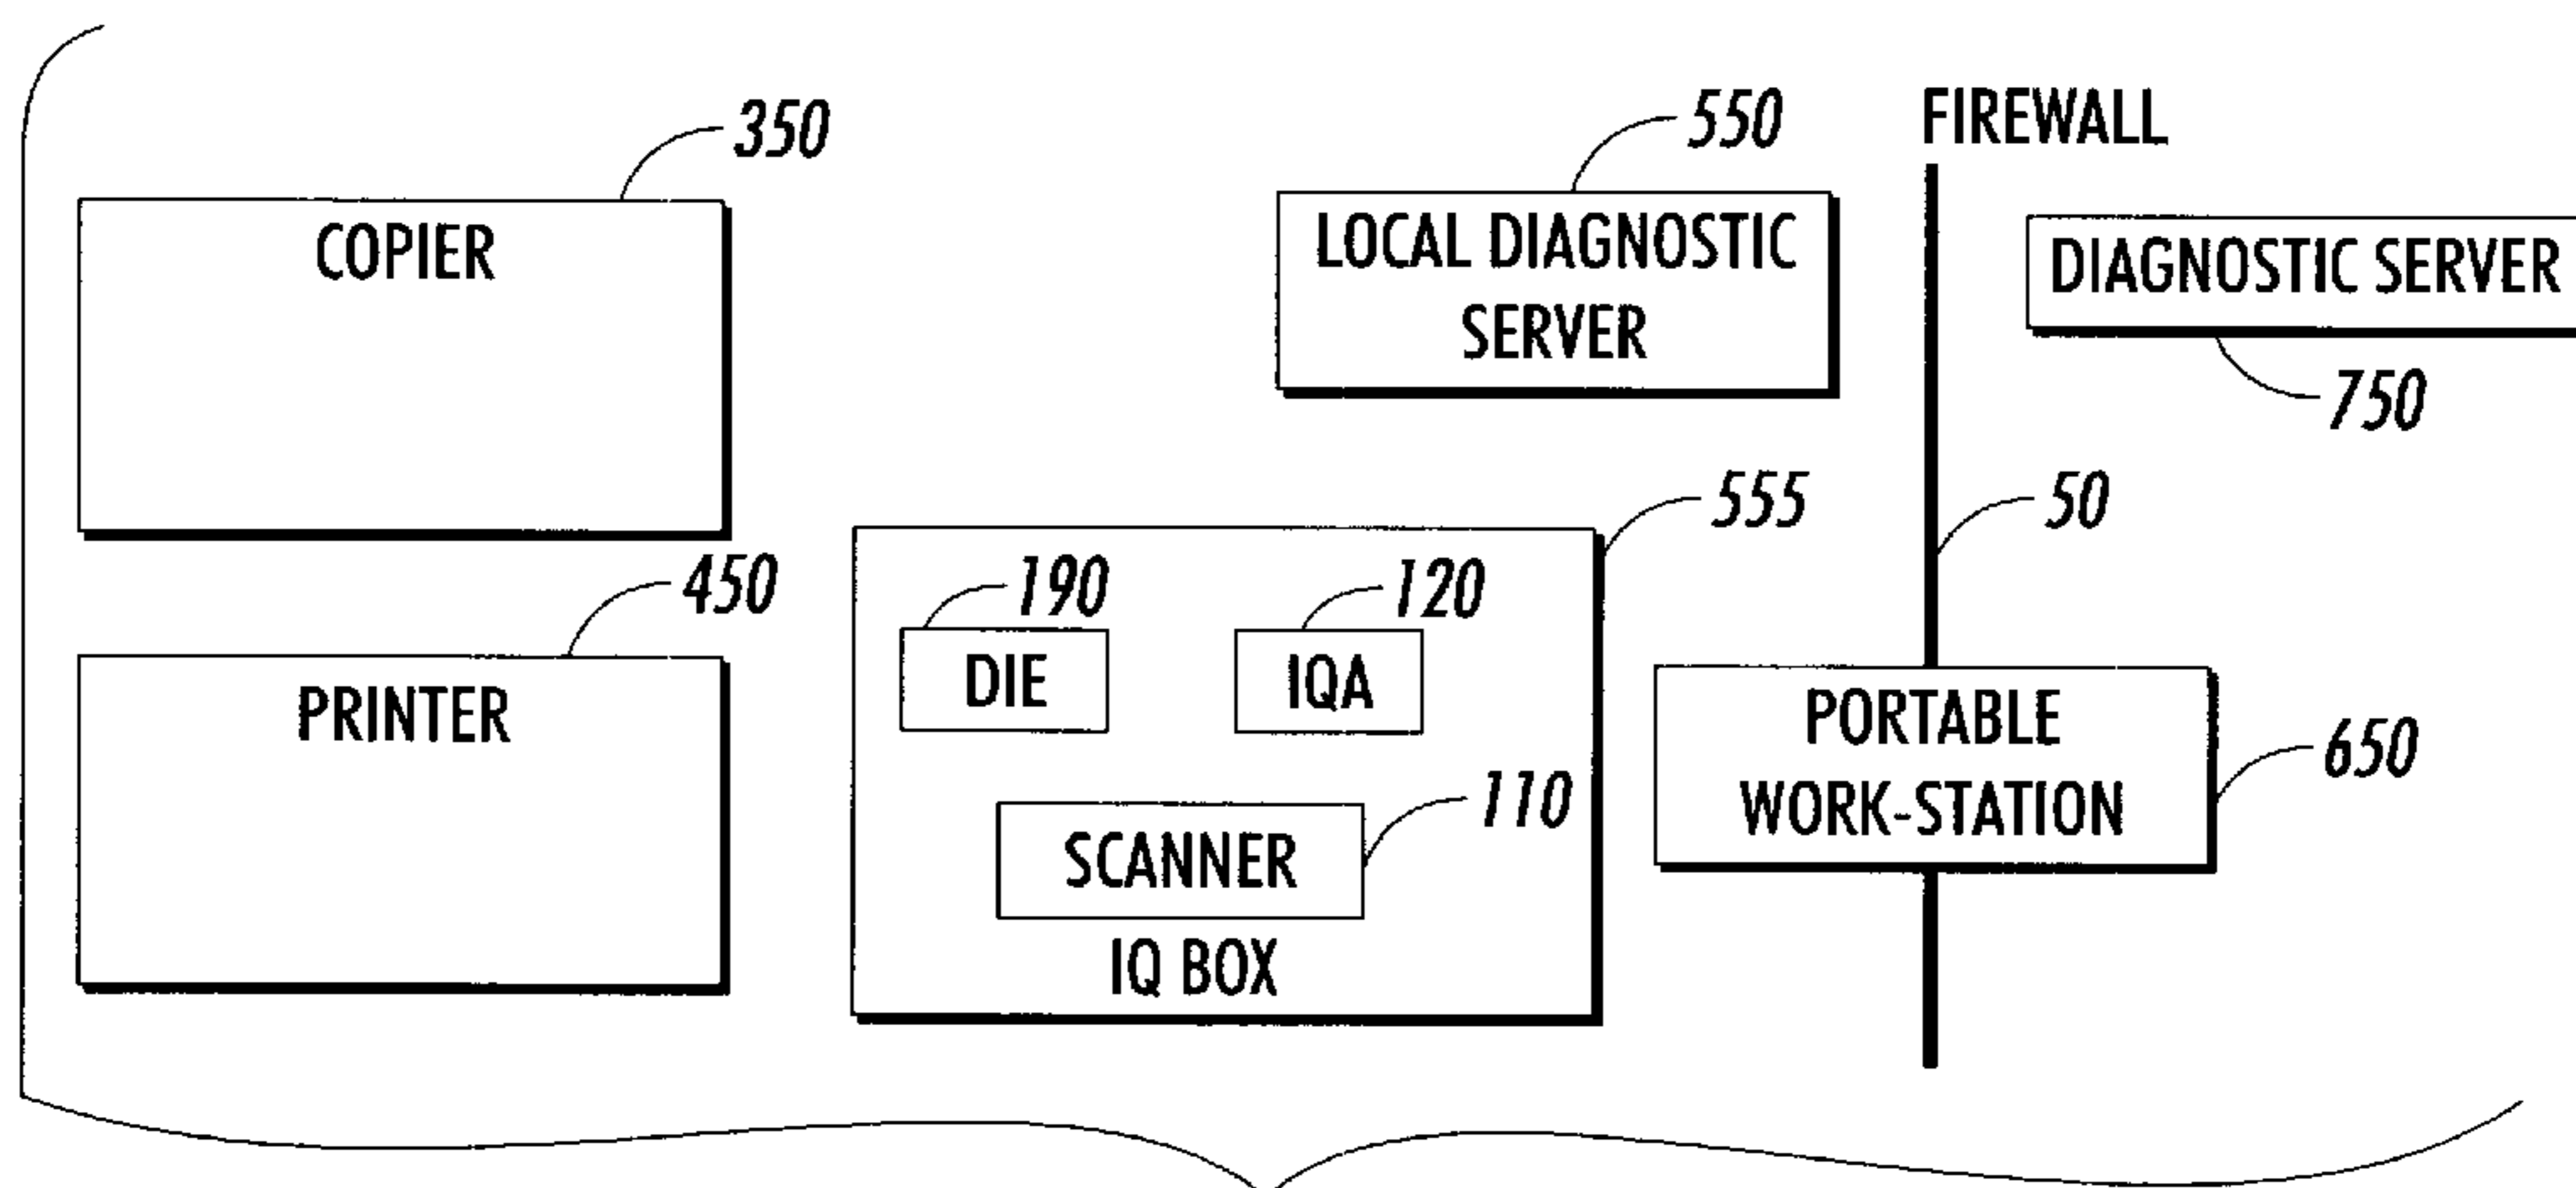 350
COPIER
450
PRINTER
550
LOCAL DIAGNOSTIC
SERVER
555
190
DIE
120
IQA
110
SCANNER
IQ BOX
FIREWALL
50
DIAGNOSTIC SERVER
750
PORTABLE
WORK-STATION
650